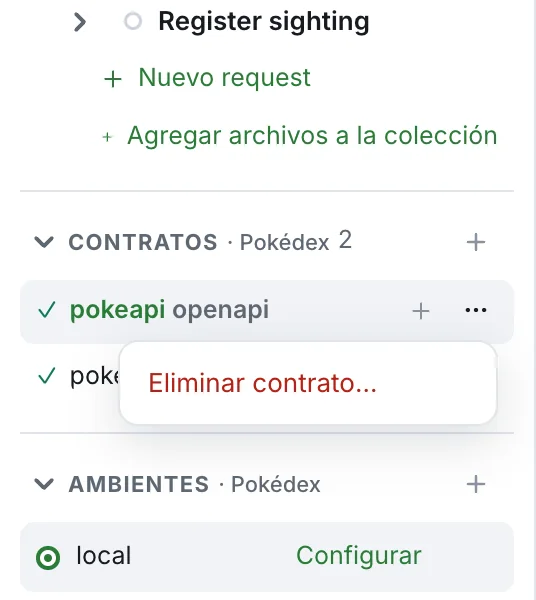 Register sighting
Nuevo request
Agregar archivos a la colección
CONTRATOS · Pokédex 2
pokeapi openapi
Eliminar contrato...
AMBIENTES · Pokédex
local Configurar